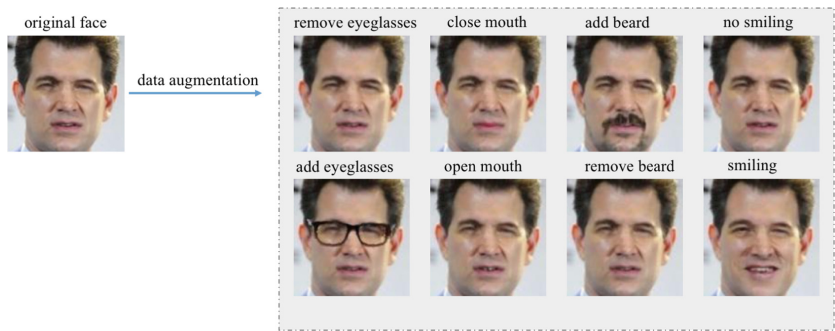 original face
data augmentation
remove eyeglasses
close mouth
add beard
no smiling
add eyeglasses
open mouth
remove beard
smiling